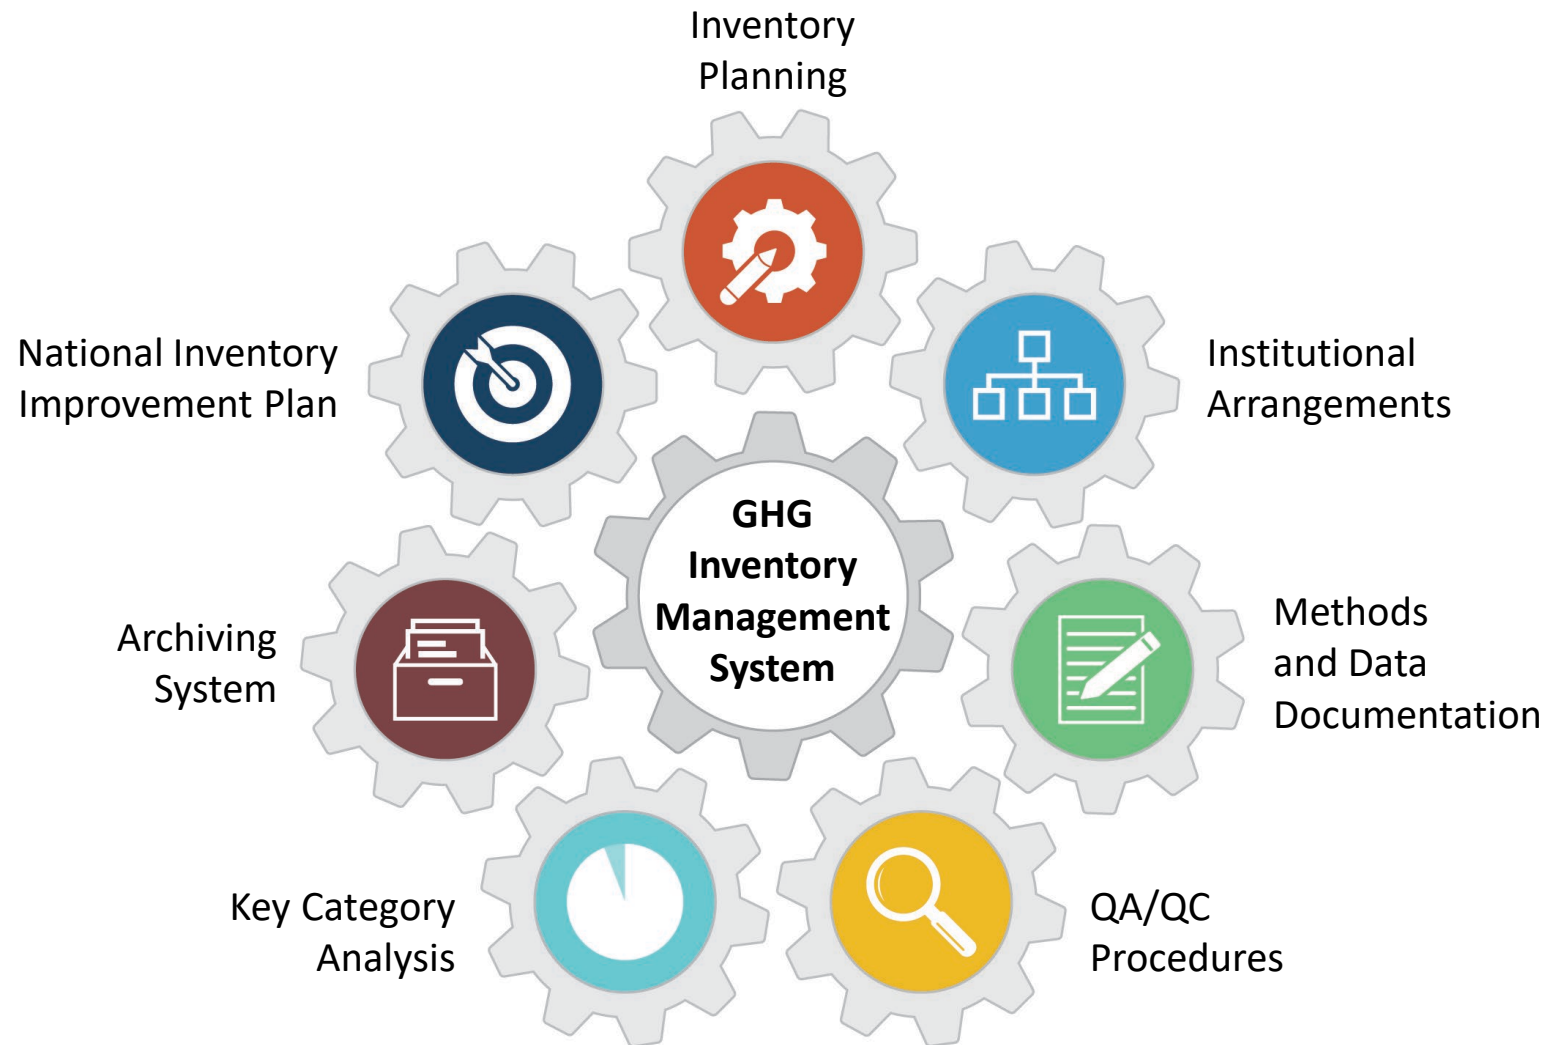 Inventory
Planning
Institutional
Arrangements
Methods
and Data
Documentation
QA/QC
Procedures
Key Category
Analysis
Archiving
System
National Inventory
Improvement Plan
GHG
Inventory
Management
System